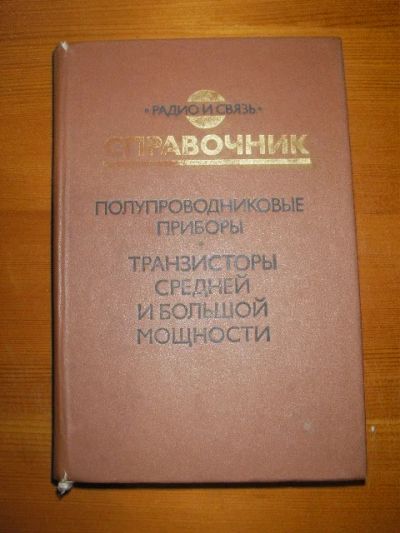 «РАДИО И СВЯЗЬ»
СПРАВОЧНИК
ПОЛУПРОВОДНИКОВЫЕ
ПРИБОРЫ
ТРАНЗИСТОРЫ
СРЕДНЕЙ
И БОЛЬШОЙ
МОЩНОСТИ